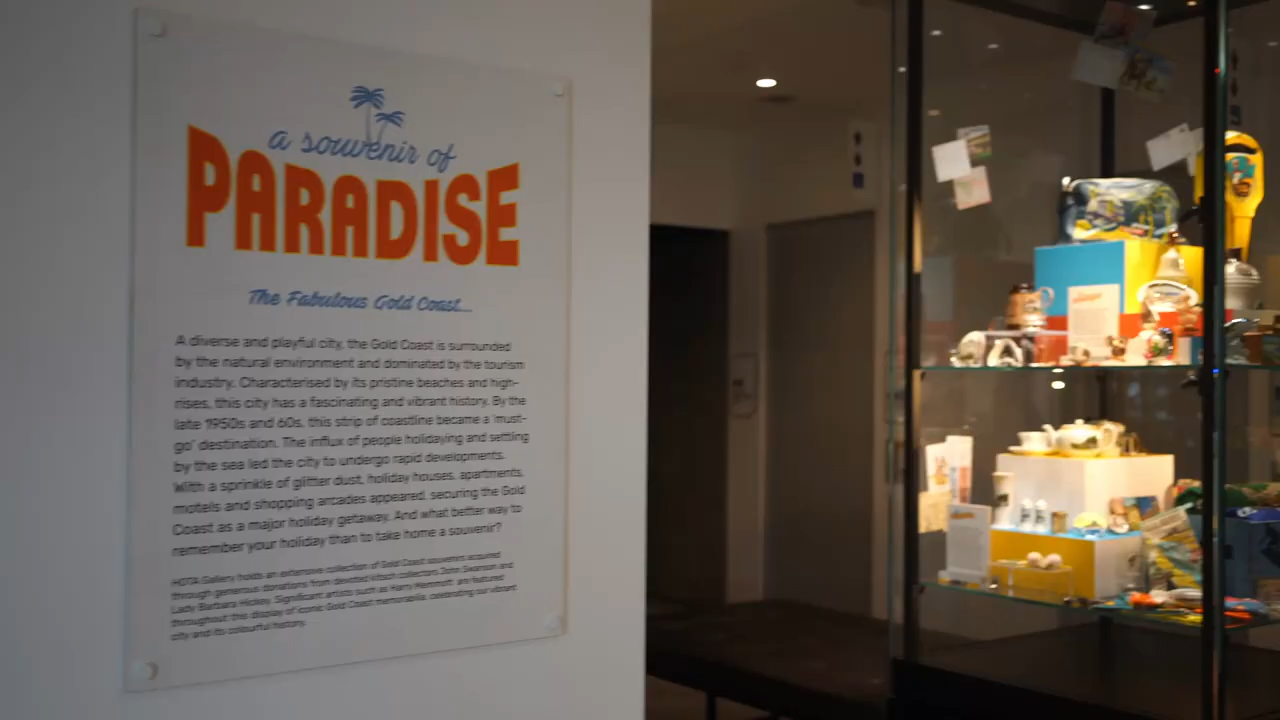 a souvenir of
PARADISE
The Fabulous Gold Coast...
A diverse and playful city, the Gold Coast is surrounded
by the natural environment and dominated by the tourism
industry. Characterised by its pristine beaches and high-
rises, this city has a fascinating and vibrant history. By the
late 1950s and 60s, this strip of coastline became a 'must-
go' destination. The influx of people holidaying and settling
by the sea led the city to undergo rapid developments.
With a sprinkle of glitter dust, holiday houses, apartments,
motels and shopping arcades appeared, securing the Gold
Coast as a major holiday getaway. And what better way to
remember your holiday than to take home a souvenir?
HOTA Gallery holds an extensive collection of Gold Coast souvenirs acquired
through generous donations from devoted kitsch collectors, John Swanson and
Lady Barbara Hickey. Significant artists such as Harry Memmott are featured
throughout this display of iconic Gold Coast memorabilia, celebrating our vibrant
city and its colourful history.